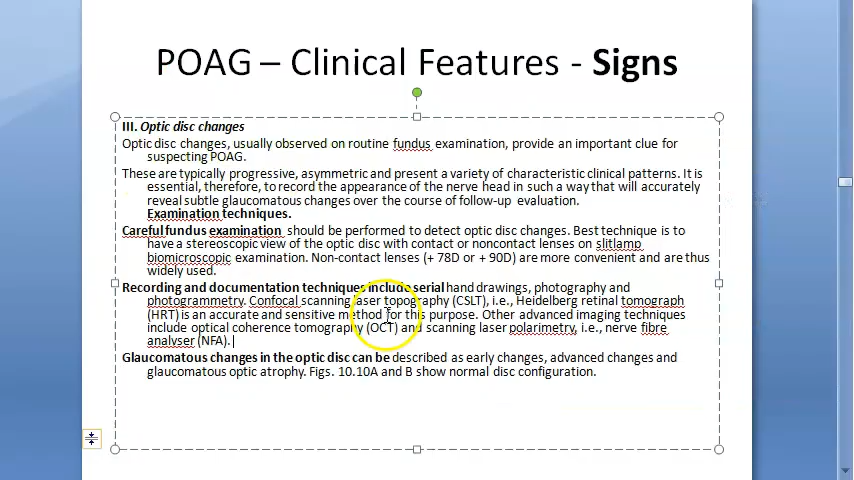 POAG – Clinical Features - Signs
III. Optic disc changes
Optic disc changes, usually observed on routine fundus examination, provide an important clue for
suspecting POAG.
These are typically progressive, asymmetric and present a variety of characteristic clinical patterns. It is
essential, therefore, to record the appearance of the nerve head in such a way that will accurately
reveal subtle glaucomatous changes over the course of follow-up evaluation.
Examination techniques.
Careful fundus examination should be performed to detect optic disc changes. Best technique is to
have a stereoscopic view of the optic disc with contact or noncontact lenses on slitlamp
biomicroscopic examination. Non-contact lenses (+ 78D or + 90D) are more convenient and are thus
widely used.
Recording and documentation techniques include serial hand drawings, photography and
photogrammetry. Confocal scanning laser topography (CSLT), i.e., Heidelberg retinal tomograph
(HRT) is an accurate and sensitive method for this purpose. Other advanced imaging techniques
include optical coherence tomography (OCT) and scanning laser polarimetry, i.e., nerve fibre
analyser (NFA).
Glaucomatous changes in the optic disc can be described as early changes, advanced changes and
glaucomatous optic atrophy. Figs. 10.10A and B show normal disc configuration.